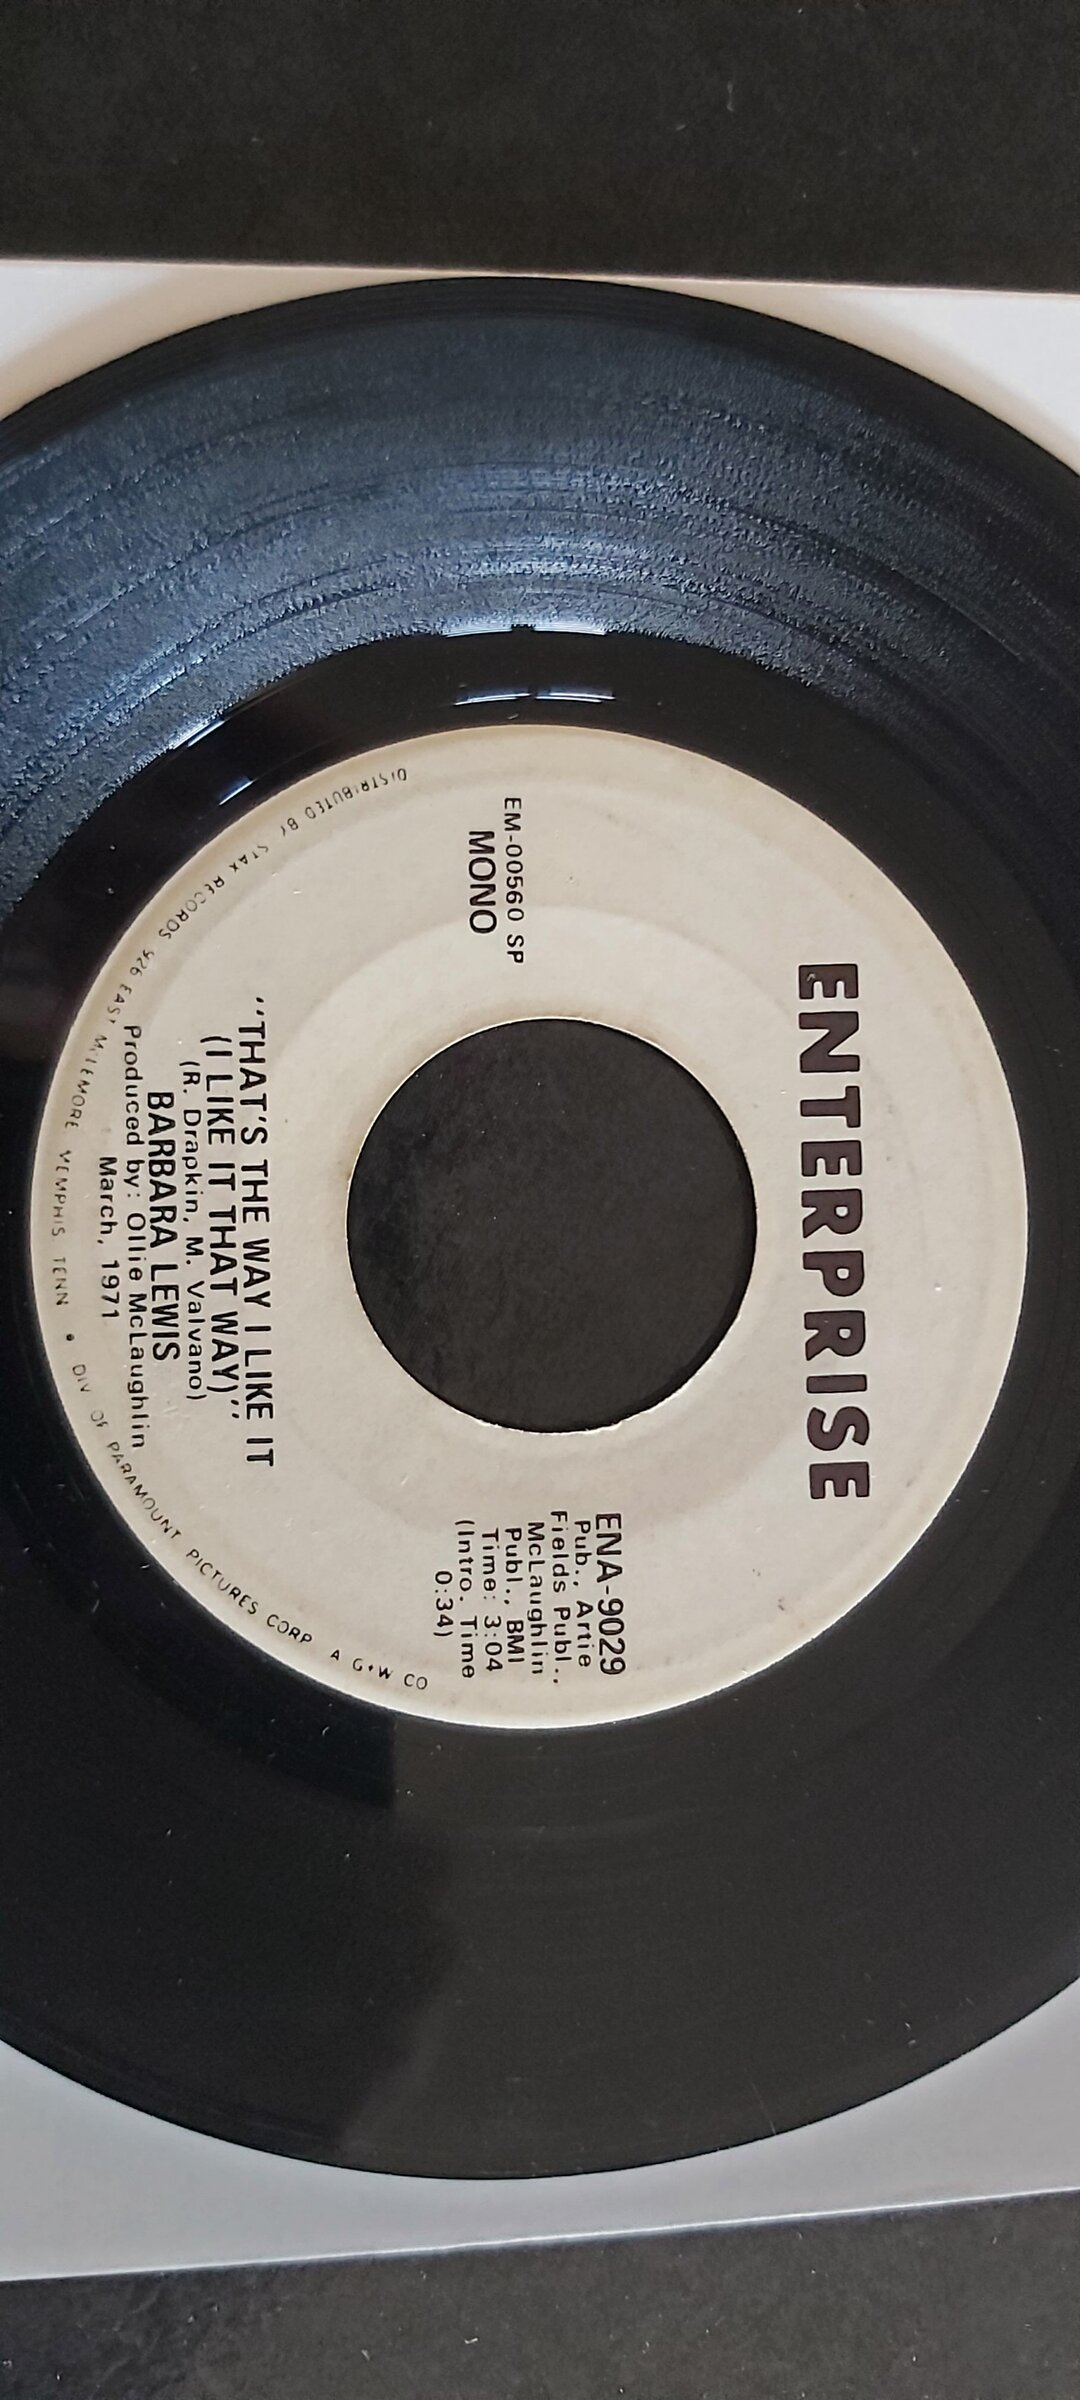 ENTERPRISE
EM-00560 SP
MONO
ENA-9029
Pub., Artie
Fields Publ.,
McLaughlin
Publ., BMI
Time: 3:04
(Intro. Time
0:34)
"THAT'S THE WAY I LIKE IT
(I LIKE IT THAT WAY)"
(R. Drapkin, M. Valvano)
BARBARA LEWIS
Produced by: Ollie McLaughlin
March, 1971
DISTRIBUTED BY STAX RECORDS 926 EAST McLEMORE, MEMPHIS TENN • DIV OF PARAMOUNT PICTURES CORP A G+W CO